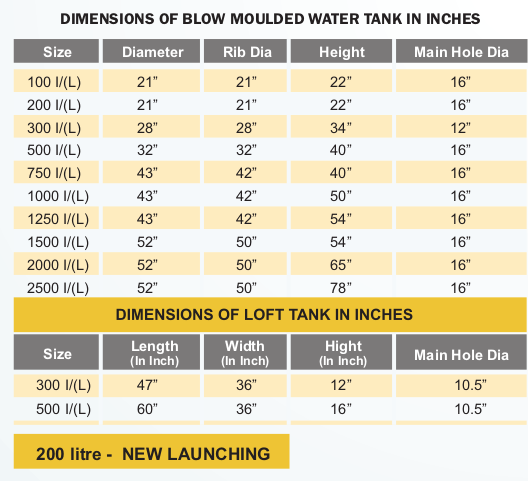 DIMENSIONS OF BLOW MOULDED WATER TANK IN INCHES
Size Diameter Rib Dia Height Main Hole Dia
100 l/(L) 21” 21” 22” 16”
200 l/(L) 21” 21” 22” 16”
300 l/(L) 28” 28” 34” 12”
500 l/(L) 32” 32” 40” 16”
750 l/(L) 43” 42” 40” 16”
1000 l/(L) 43” 42” 50” 16”
1250 l/(L) 43” 42” 54” 16”
1500 l/(L) 52” 50” 54” 16”
2000 l/(L) 52” 50” 65” 16”
2500 l/(L) 52” 50” 78” 16”
DIMENSIONS OF LOFT TANK IN INCHES
Size Length (In Inch) Width (In Inch) Hight (In Inch) Main Hole Dia
300 l/(L) 47” 36” 12” 10.5”
500 l/(L) 60” 36” 16” 10.5”
200 litre - NEW LAUNCHING